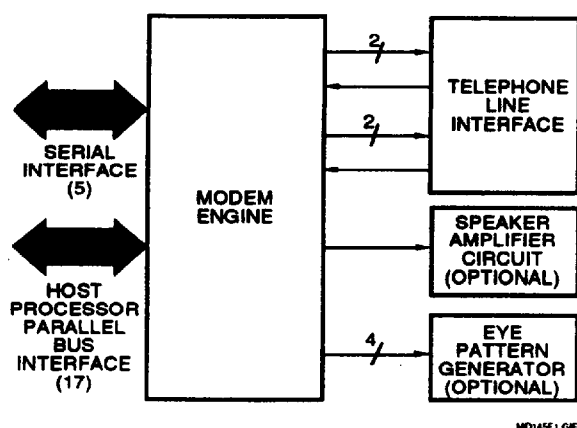 SERIAL
INTERFACE
(5)
HOST
PROCESSOR
PARALLEL
BUS
INTERFACE
(17)
MODEM
ENGINE
2
2
4
TELEPHONE
LINE
INTERFACE
SPEAKER
AMPLIFIER
CIRCUIT
(OPTIONAL)
EYE
PATTERN
GENERATOR
(OPTIONAL)